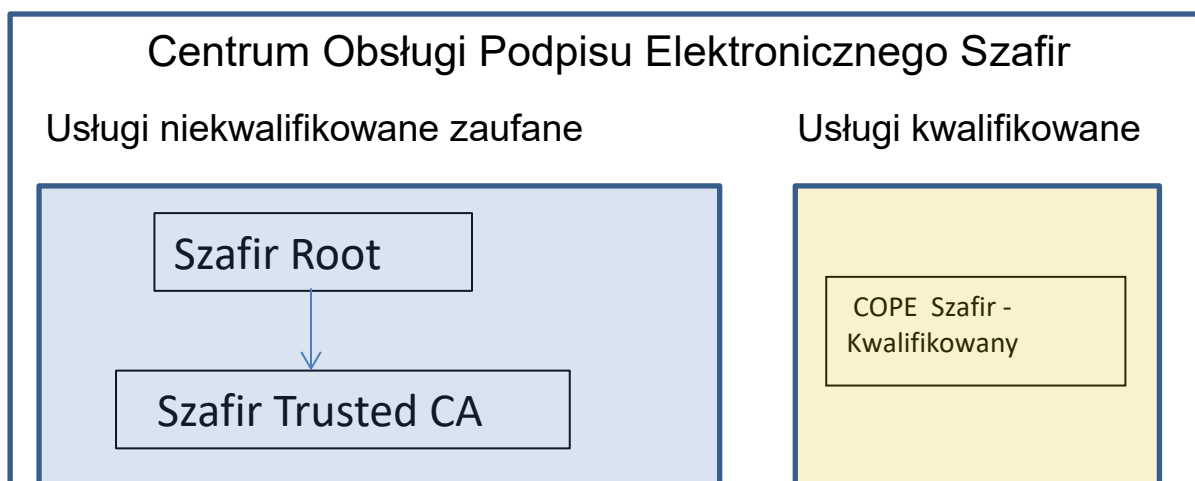 Centrum Obsługi Podpisu Elektronicznego Szafir
Usługi niekwalifikowane zaufane
Usługi kwalifikowane
Szafir Root
Szafir Trusted CA
COPE Szafir -
Kwalifikowany